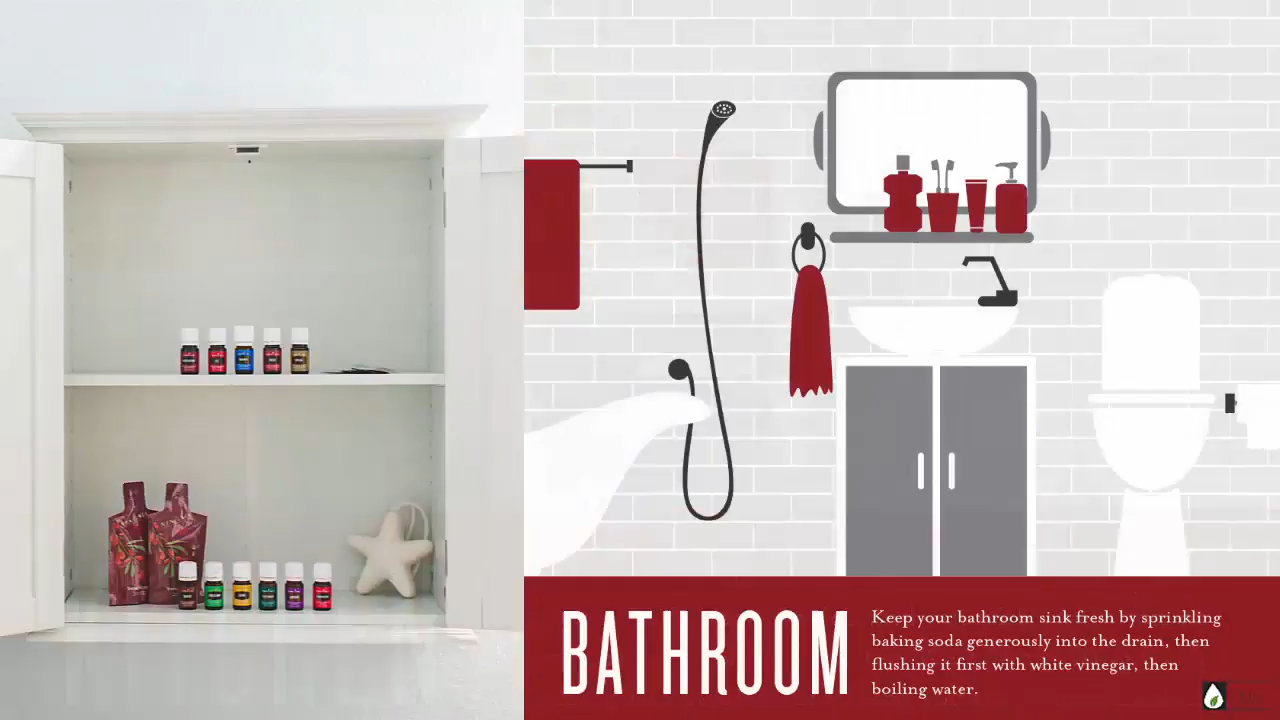 BATHROOM
Keep your bathroom sink fresh by sprinkling
baking soda generously into the drain, then
flushing it first with white vinegar, then
boiling water.